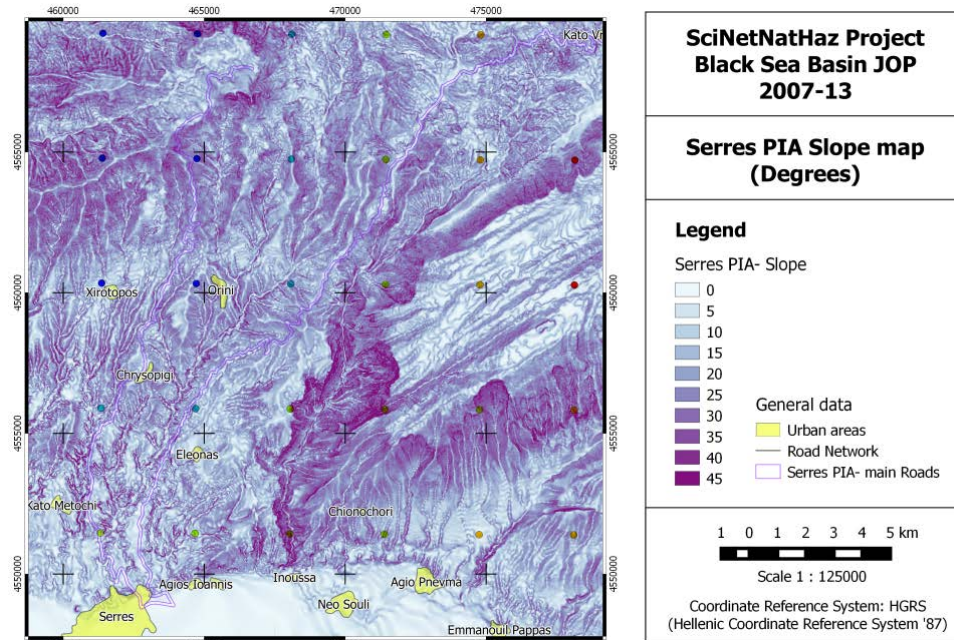 460000
465000
470000
475000
4565000
4560000
4555000
4550000
4565000
4560000
4555000
4550000
Xirotopos
Orini
Chrysopigi
Eleonas
Kato Metochi
Chionochori
Agios Ioannis
Inoussa
Agio Pnevma
Serres
Neo Souli
Emmanouil Pappas
Kato Vr
SciNetNatHaz Project
Black Sea Basin JOP
2007-13
Serres PIA Slope map
(Degrees)
Legend
Serres PIA- Slope
0
5
10
15
20
25
30
35
40
45
General data
Urban areas
Road Network
Serres PIA- main Roads
1 0 1 2 3 4 5 km
Scale 1 : 125000
Coordinate Reference System: HGRS
(Hellenic Coordinate Reference System '87)